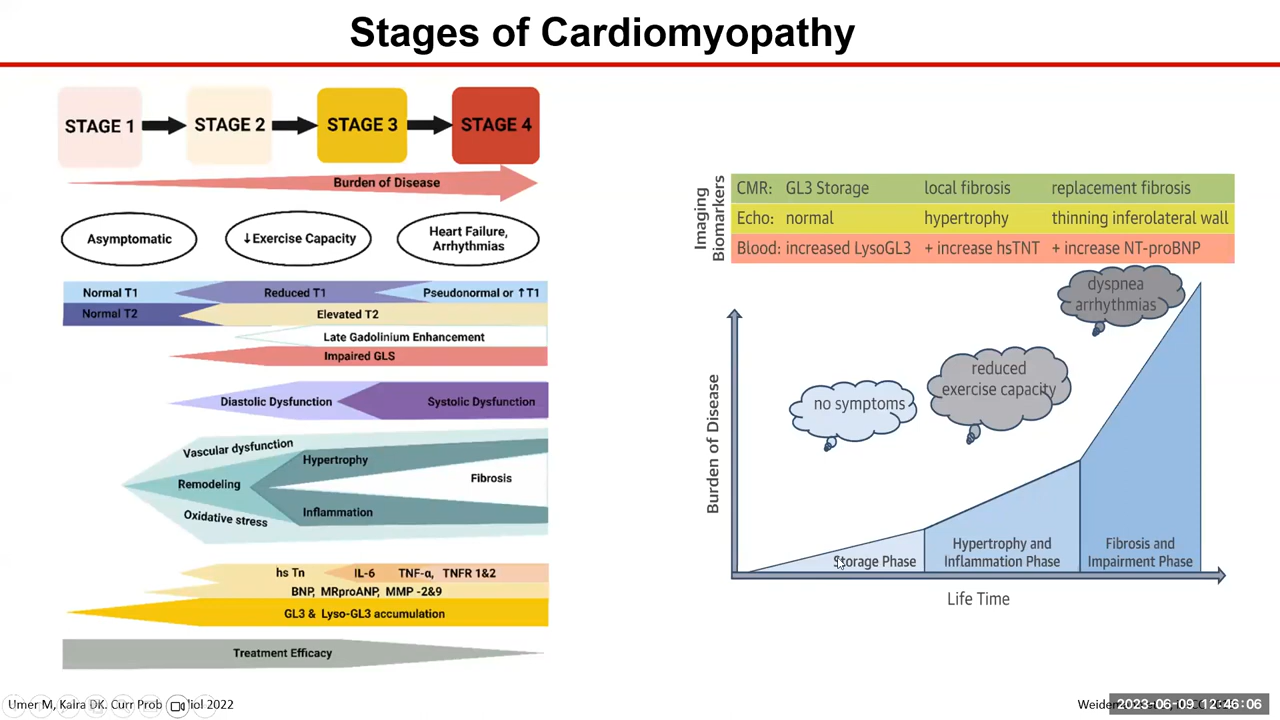 Stages of Cardiomyopathy
STAGE 1
STAGE 2
STAGE 3
STAGE 4
Burden of Disease
Asymptomatic
↓Exercise Capacity
Heart Failure,
Arrhythmias
Normal T1
Reduced T1
Pseudonormal or ↑T1
Normal T2
Elevated T2
Late Gadolinium Enhancement
Impaired GLS
Diastolic Dysfunction
Systolic Dysfunction
Vascular dysfunction
Hypertrophy
Remodeling
Fibrosis
Oxidative stress
Inflammation
hs Tn
IL-6
TNF-α, TNFR 1&2
BNP, MRproANP, MMP -2&9
GL3 & Lyso-GL3 accumulation
Treatment Efficacy
Umer M, Kalra DK. Curr Prob 2022
Imaging
Biomarkers
CMR: GL3 Storage local fibrosis replacement fibrosis
Echo: normal hypertrophy thinning inferolateral wall
Blood: increased LysoGL3 + increase hsTNT + increase NT-proBNP
dyspnea
arrhythmias
reduced
exercise capacity
no symptoms
Burden of Disease
Storage Phase
Hypertrophy and
Inflammation Phase
Fibrosis and
Impairment Phase
Life Time
2023-06-09 12:46:06